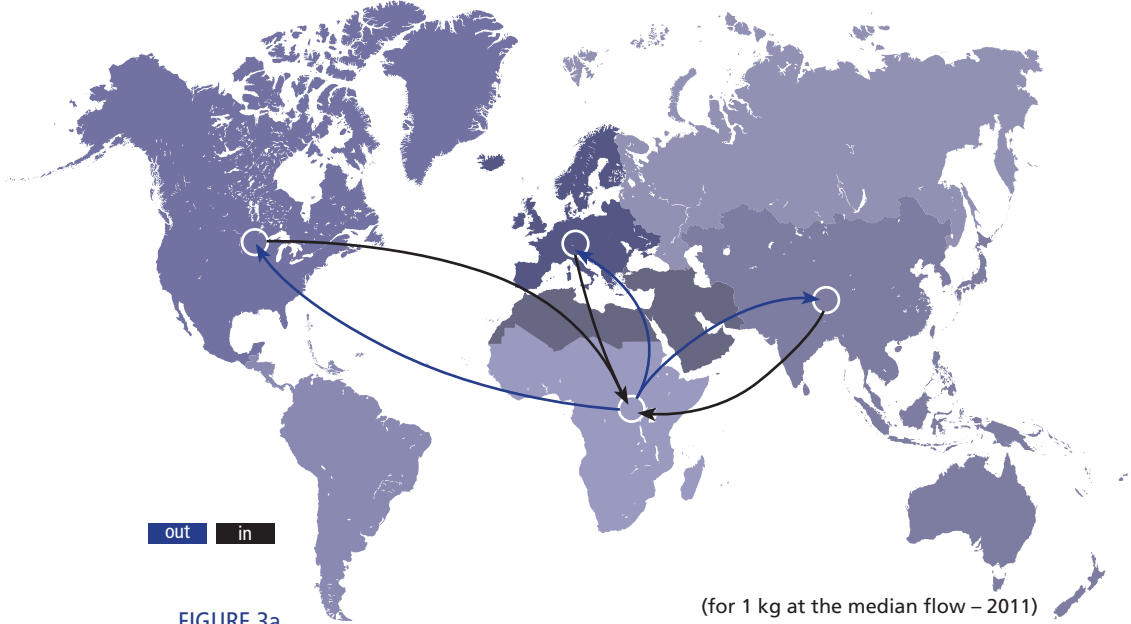 out in
(for 1 kg at the median flow – 2011)
FIGURE 3a